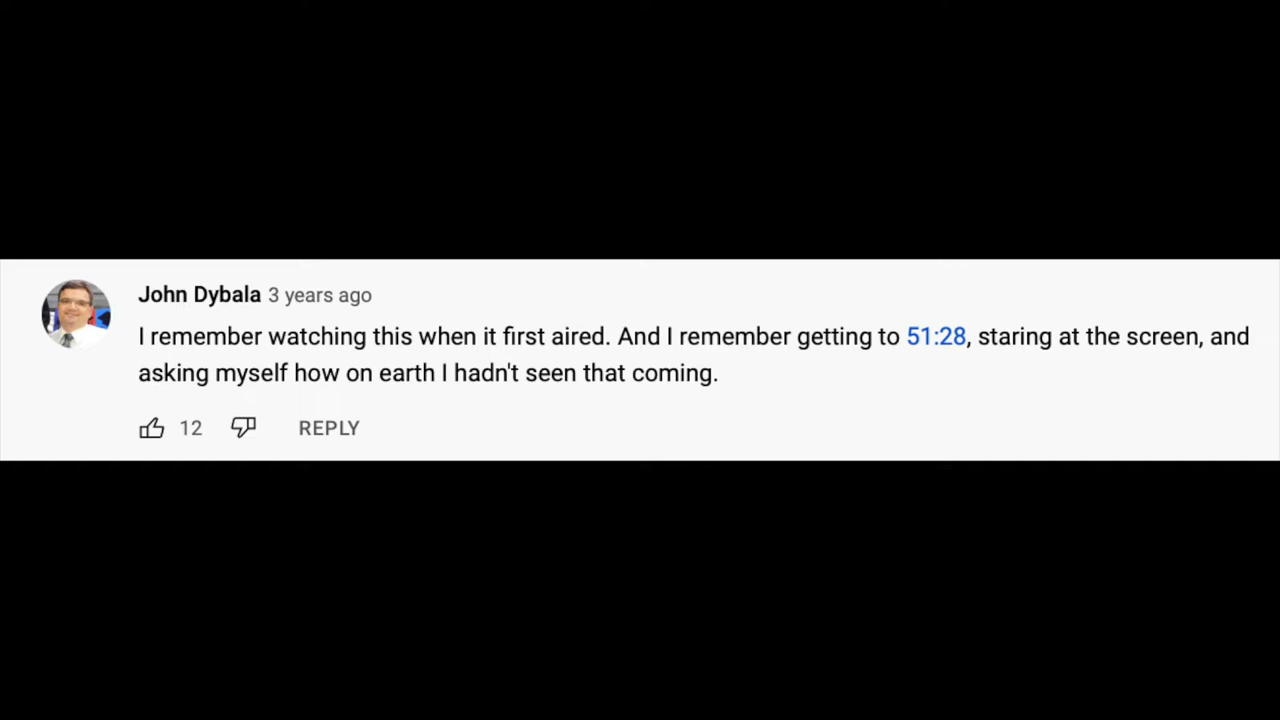 John Dybala 3 years ago
I remember watching this when it first aired. And I remember getting to 51:28, staring at the screen, and
asking myself how on earth I hadn't seen that coming.
12 REPLY